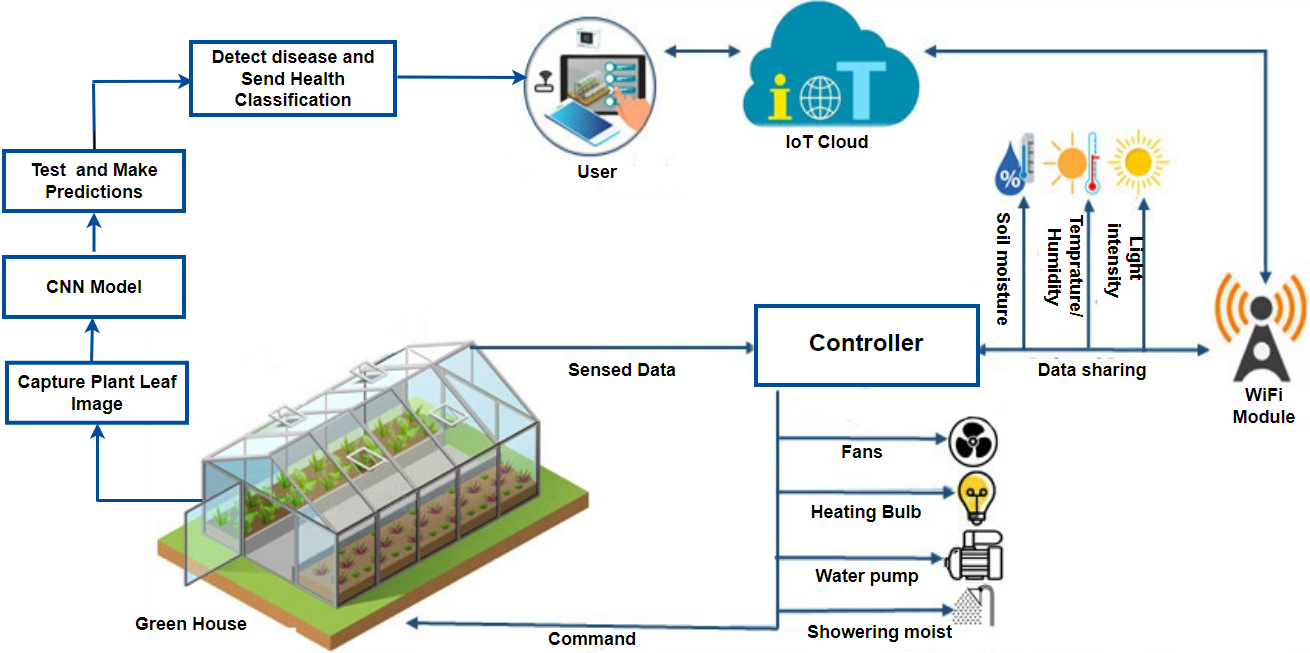 Detect disease and
Send Health
Classification
iOT
IoT Cloud
User
Test and Make
Predictions
%
Soil moisture
Temprature/
Humidity
Light
intensity
CNN Model
Controller
Capture Plant Leaf
Image
Sensed Data
Data sharing
WiFi
Module
Fans
Heating Bulb
Water pump
Showering moist
Green House
Command